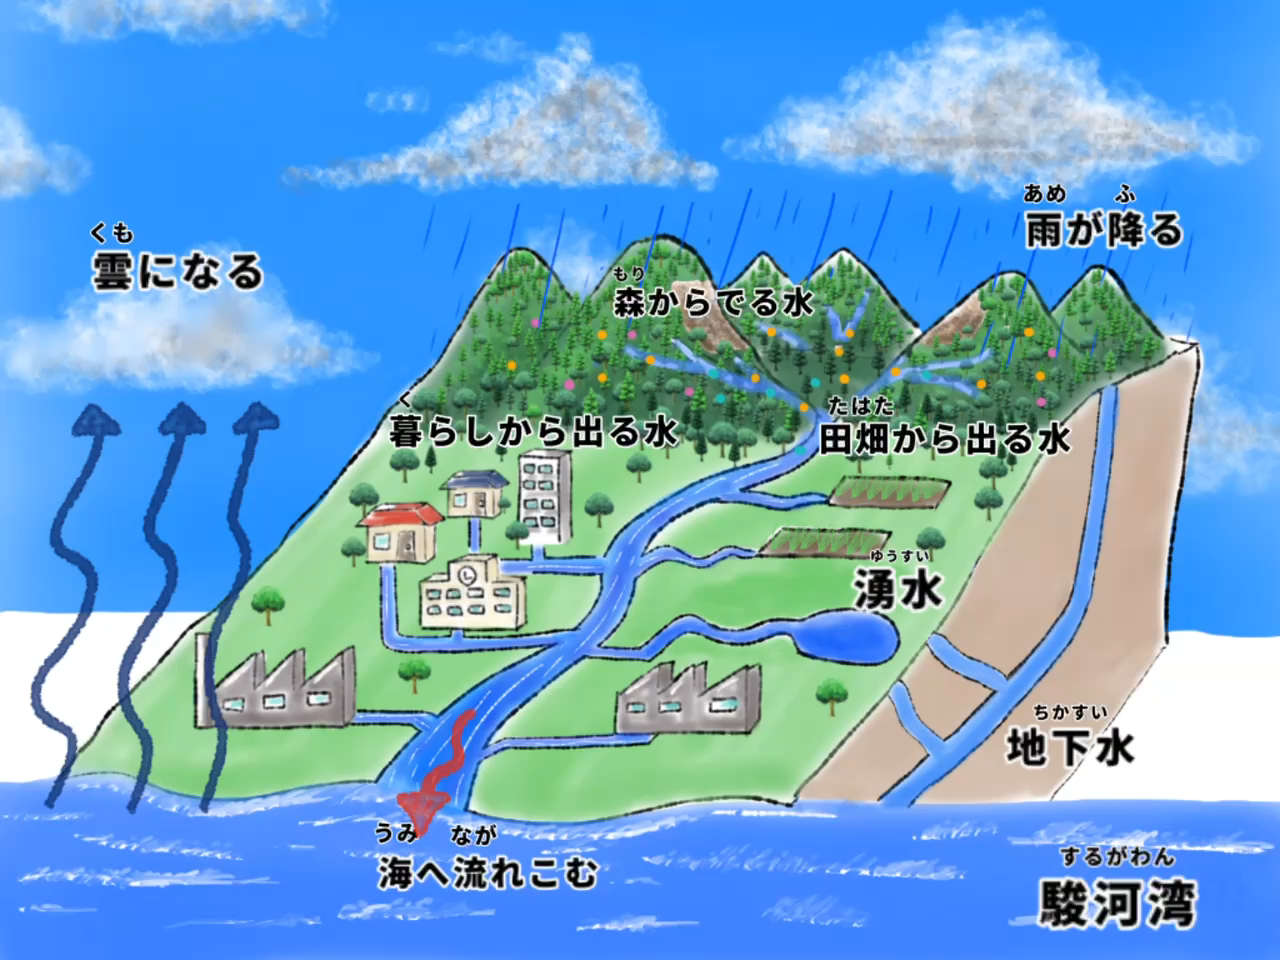 あめ ふ
雨が降る
くも
雲になる
もり
森からでる水
く
暮らしから出る水
たはた
田畑から出る水
ゆうすい
湧水
ちかすい
地下水
うみ なが
海へ流れこむ
するがわん
駿河湾